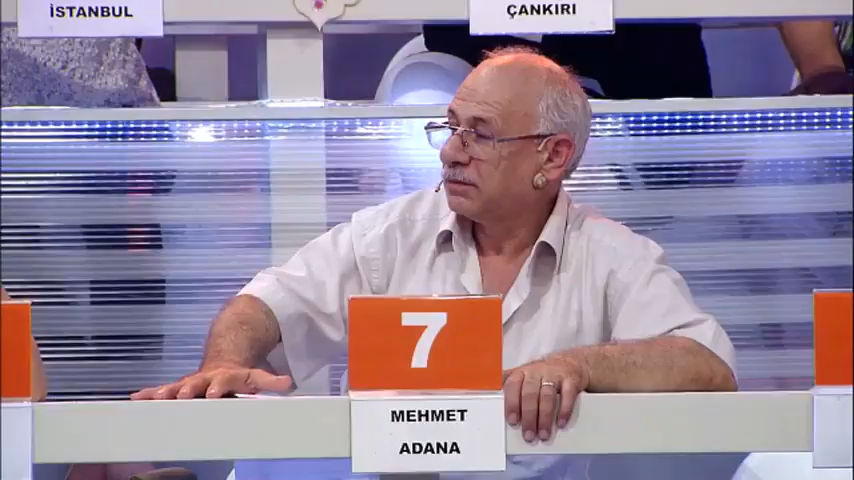 İSTANBUL
ÇANKIRI
7
MEHMET
ADANA